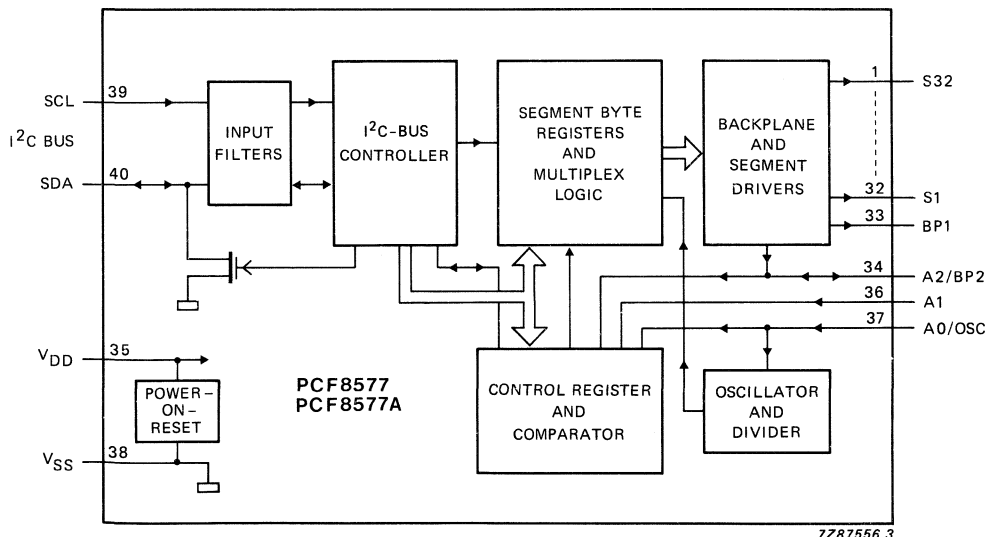 39
SCL
I²C BUS
40
SDA
INPUT
FILTERS
I²C-BUS
CONTROLLER
SEGMENT BYTE
REGISTERS
AND
MULTIPLEX
LOGIC
BACKPLANE
AND
SEGMENT
DRIVERS
1
S32
32
S1
33
BP1
34
A2/BP2
36
A1
37
A0/OSC
35
VDD
POWER-
ON-
RESET
38
VSS
PCF8577
PCF8577A
CONTROL REGISTER
AND
COMPARATOR
OSCILLATOR
AND
DIVIDER
7Z87556.3